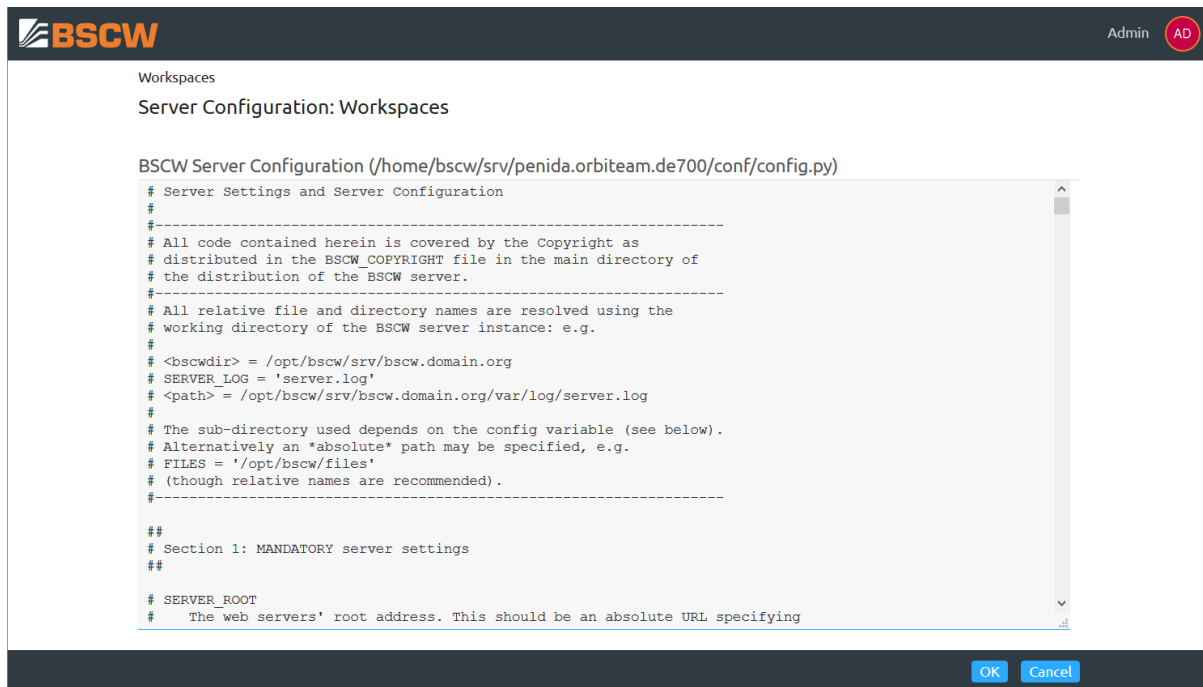 BSCW
Admin
AD
Workspaces
Server Configuration: Workspaces
BSCW Server Configuration (/home/bscw/srv/penida.orbiteam.de700/conf/config.py)
# Server Settings and Server Configuration
#
#-------------------------------------------------------------------
# All code contained herein is covered by the Copyright as
# distributed in the BSCW_COPYRIGHT file in the main directory of
# the distribution of the BSCW server.
#-------------------------------------------------------------------
# All relative file and directory names are resolved using the
# working directory of the BSCW server instance: e.g.
#
# <bscwdir> = /opt/bscw/srv/bscw.domain.org
# SERVER_LOG = 'server.log'
# <path> = /opt/bscw/srv/bscw.domain.org/var/log/server.log
#
# The sub-directory used depends on the config variable (see below).
# Alternatively an *absolute* path may be specified, e.g.
# FILES = '/opt/bscw/files'
# (though relative names are recommended).
#-------------------------------------------------------------------
##
# Section 1: MANDATORY server settings
##
# SERVER_ROOT
#    The web servers' root address. This should be an absolute URL specifying
OK
Cancel